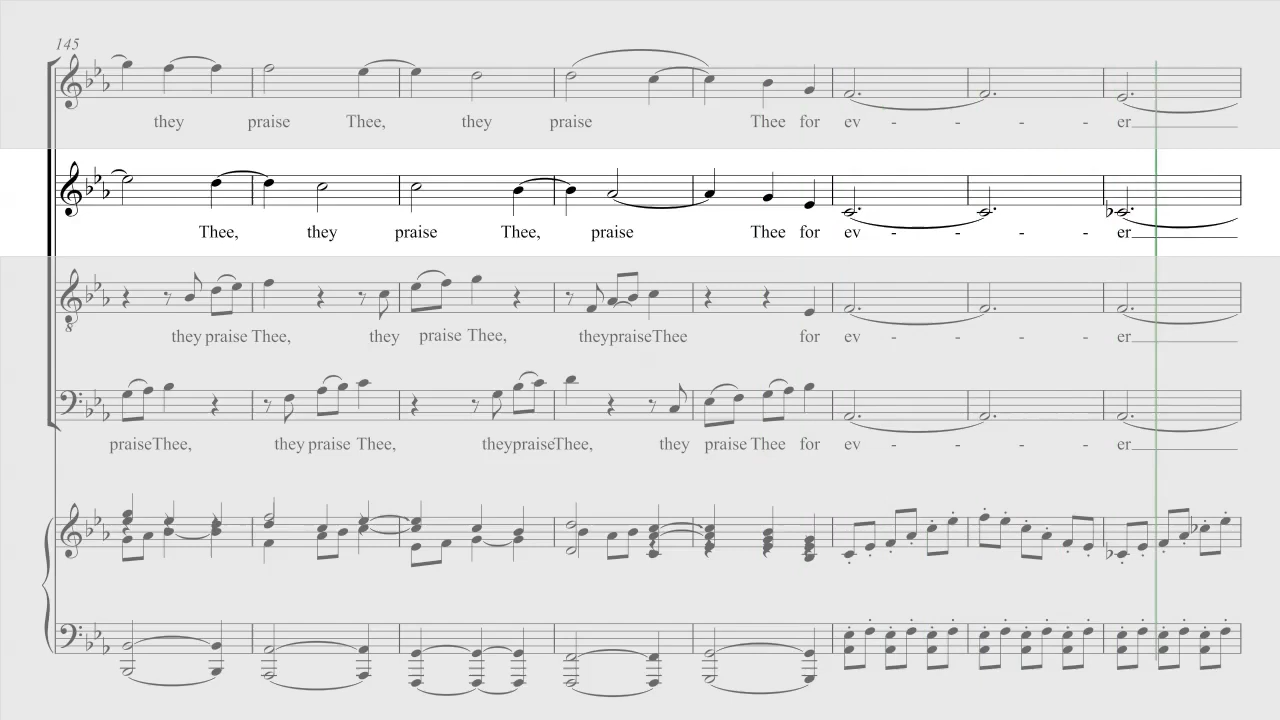 145
they praise Thee, they praise Thee for ev - - - er
Thee, they praise Thee, praise Thee for ev - - - er
8
they praise Thee, they praise Thee, theypraiseThee for ev - - - er
praiseThee, they praise Thee, theypraiseThee, they praise Thee for ev - - - er